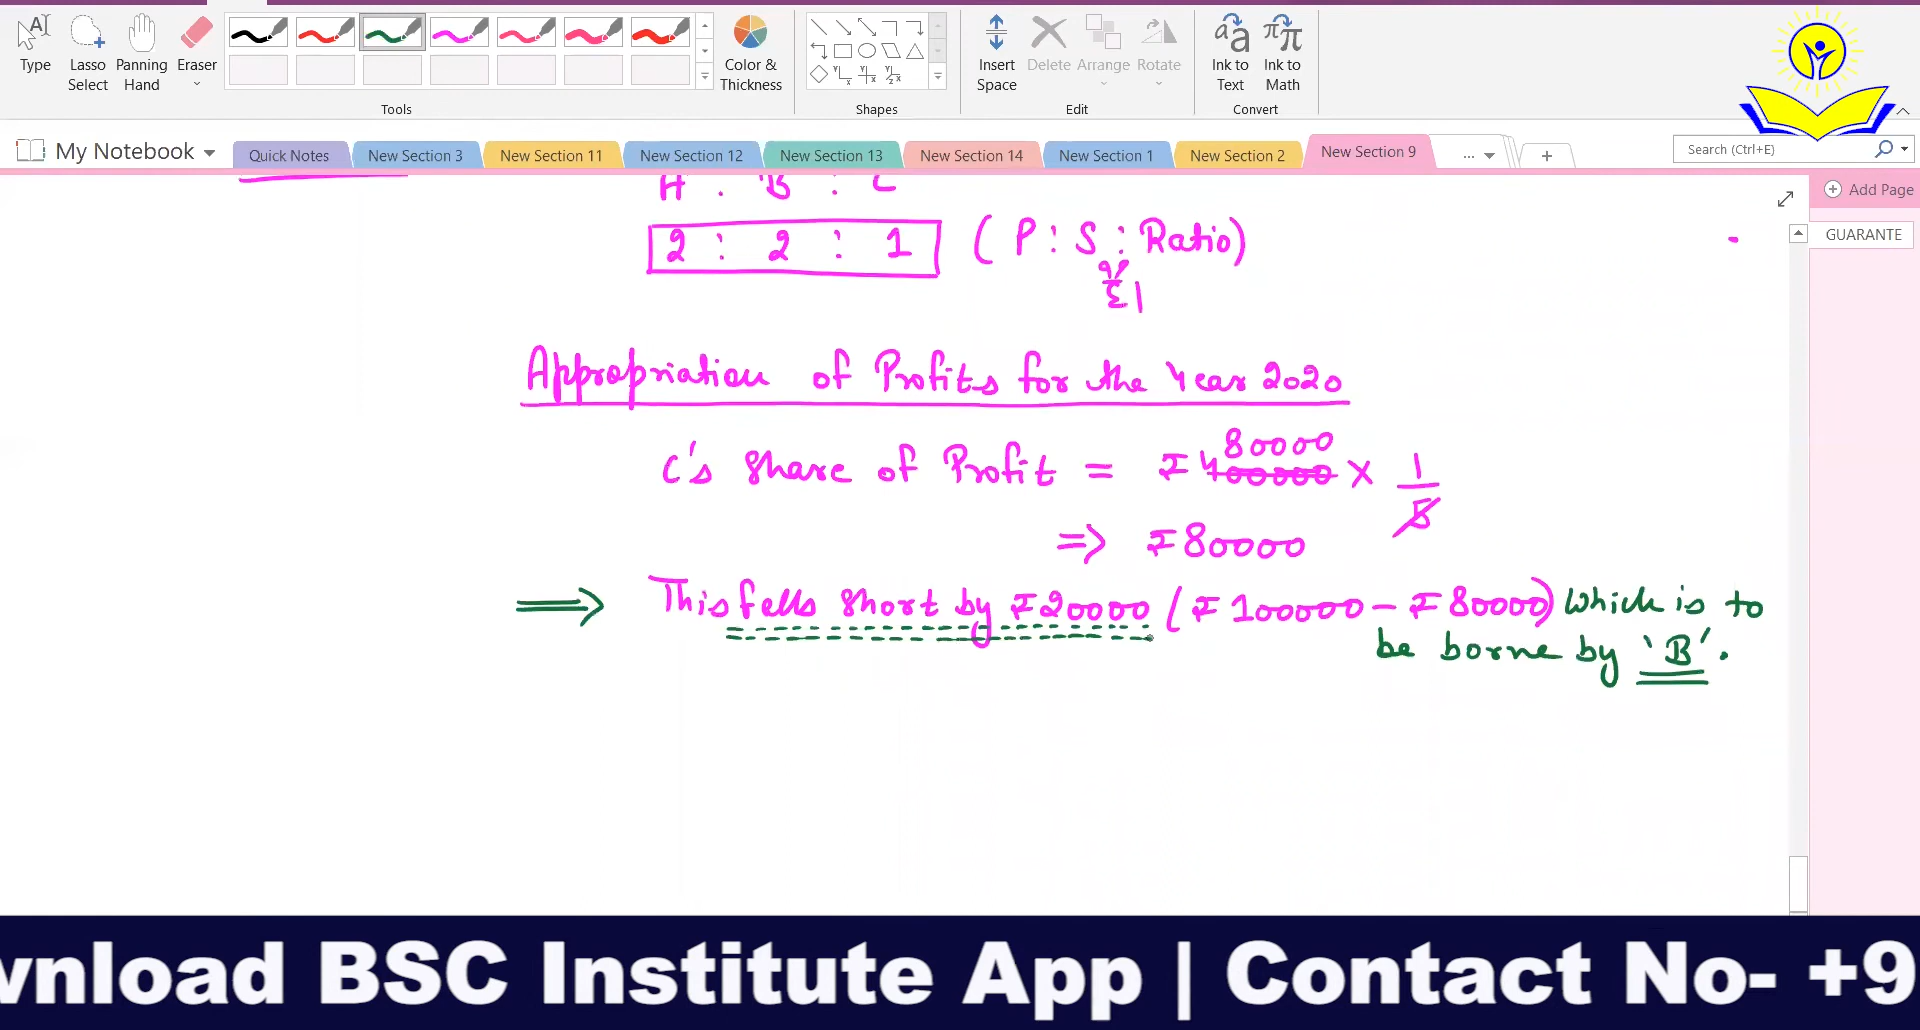 Type
Lasso Select
Panning Hand
Eraser
Color & Thickness
Insert Space
Delete
Arrange
Rotate
Ink to Text
Ink to Math
Tools
Shapes
Edit
Convert
My Notebook
Quick Notes
New Section 3
New Section 11
New Section 12
New Section 13
New Section 14
New Section 1
New Section 2
New Section 9
...
Search (Ctrl+E)
Add Page
GUARANTE
A : B : C
2 : 2 : 1 ( P : S : Ratio)
Appropriation of Profits for the Year 2020
C's Share of Profit = ₹400000 × 1/5
80000
⇒ ₹80000
⟹ This fells short by ₹20000 (₹100000 - ₹80000) Which is to
be borne by 'B'.
wnload BSC Institute App | Contact No- +9